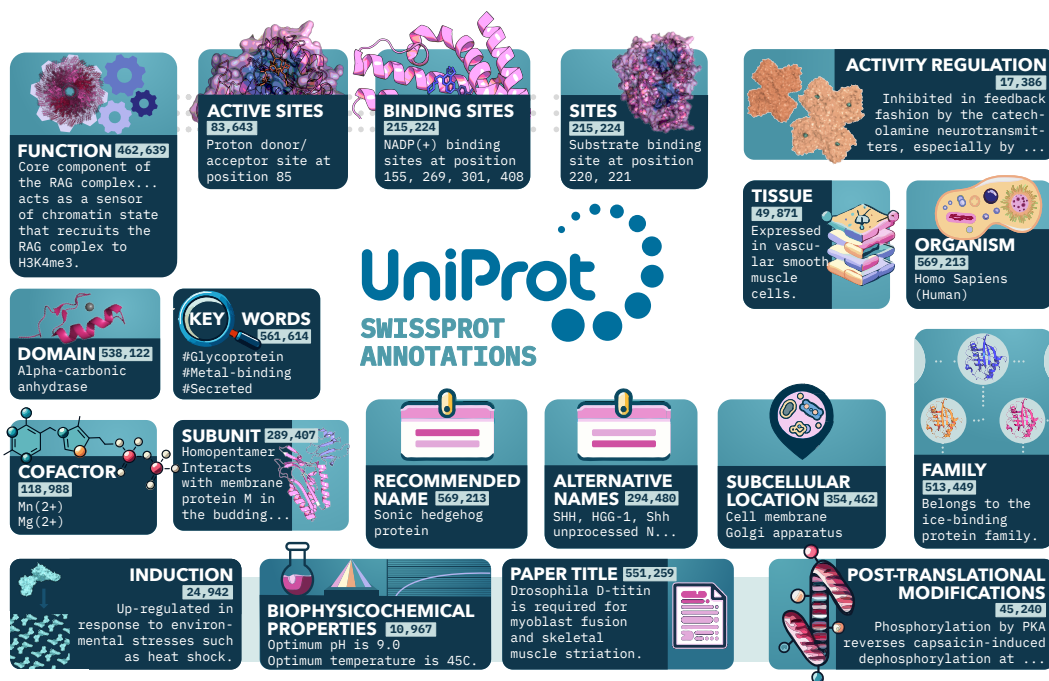 FUNCTION 462,639
Core component of
the RAG complex...
acts as a sensor
of chromatin state
that recruits the
RAG complex to
H3K4me3.
ACTIVE SITES
83,643
Proton donor/
acceptor site at
position 85
BINDING SITES
215,224
NADP(+) binding
sites at position
155, 269, 301, 408
SITES
215,224
Substrate binding
site at position
220, 221
ACTIVITY REGULATION
17,386
Inhibited in feedback
fashion by the catech-
olamine neurotransmit-
ters, especially by ...
TISSUE
49,871
Expressed
in vascu-
lar smooth
muscle
cells.
ORGANISM
569,213
Homo Sapiens
(Human)
UniProt
SWISSPROT
ANNOTATIONS
DOMAIN 538,122
Alpha-carbonic
anhydrase
KEY WORDS
561,614
#Glycoprotein
#Metal-binding
#Secreted
COFACTOR
118,988
Mn(2+)
Mg(2+)
SUBUNIT 289,407
Homopentamer
Interacts
with membrane
protein M in
the budding...
RECOMMENDED
NAME 569,213
Sonic hedgehog
protein
ALTERNATIVE
NAMES 294,480
SHH, HGG-1, Shh
unprocessed N...
SUBCELLULAR
LOCATION 354,462
Cell membrane
Golgi apparatus
FAMILY
513,449
Belongs to the
ice-binding
protein family.
INDUCTION
24,942
Up-regulated in
response to environ-
mental stresses such
as heat shock.
BIOPHYSICOCHEMICAL
PROPERTIES 10,967
Optimum pH is 9.0
Optimum temperature is 45C.
PAPER TITLE 551,259
Drosophila D-titin
is required for
myoblast fusion
and skeletal
muscle striation.
POST-TRANSLATIONAL
MODIFICATIONS
45,240
Phosphorylation by PKA
reverses capsaicin-induced
dephosphorylation at ...